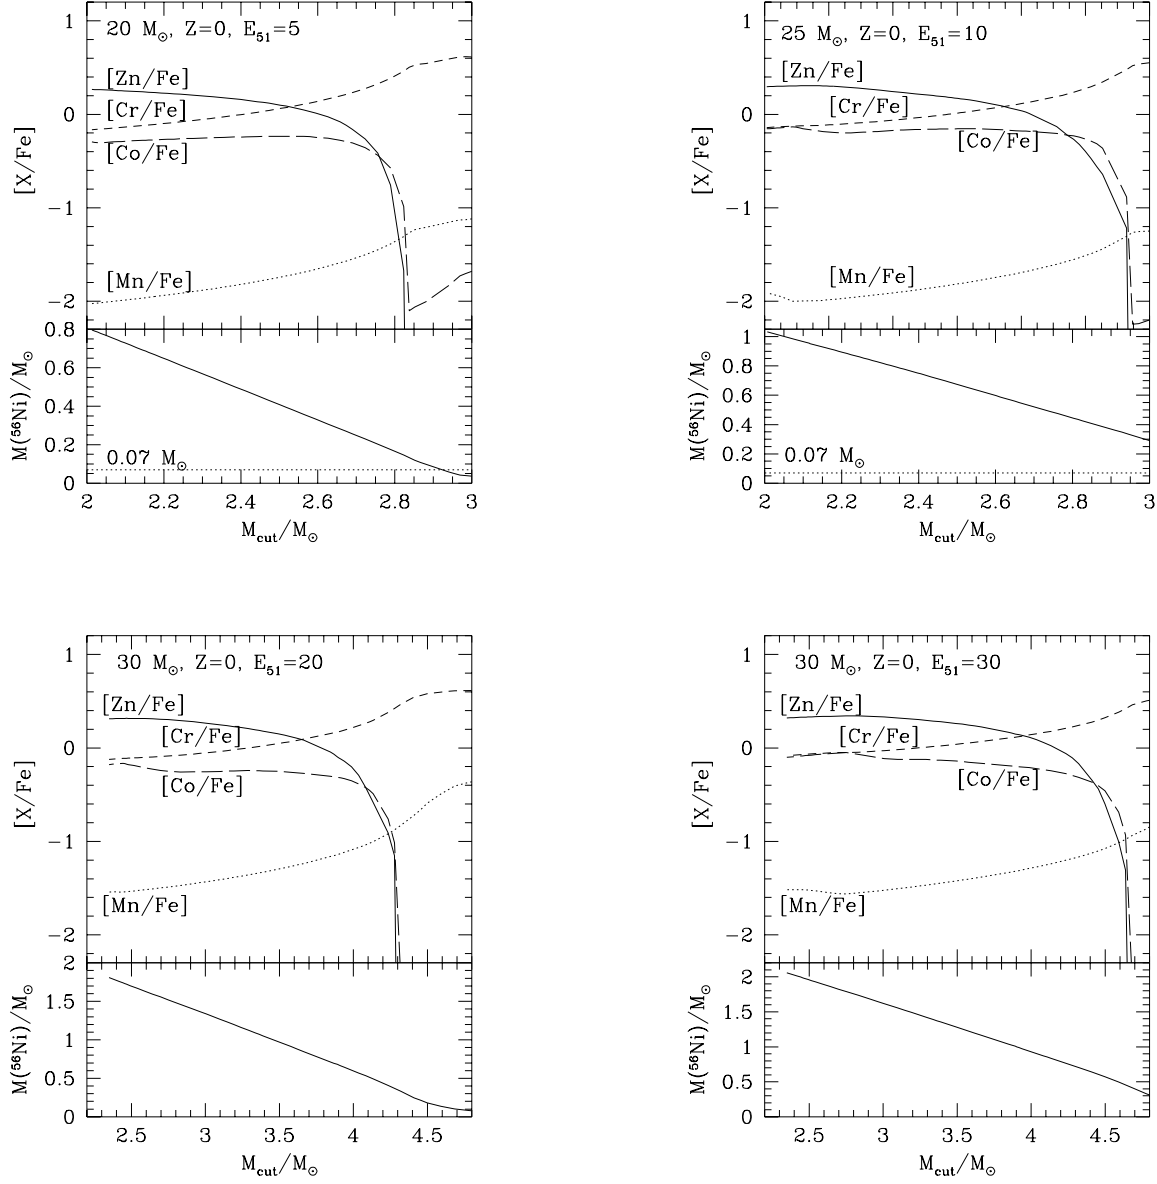 20 M☉, Z=0, E51=5
[Zn/Fe]
[Cr/Fe]
[Co/Fe]
[Mn/Fe]
[X/Fe]
1
0
−1
−2
0.8
0.6
0.4
0.2
0
M(56Ni)/M☉
0.07 M☉
2 2.2 2.4 2.6 2.8 3
Mcut/M☉
25 M☉, Z=0, E51=10
[Zn/Fe]
[Cr/Fe]
[Co/Fe]
[Mn/Fe]
[X/Fe]
1
0
−1
−2
1
0.8
0.6
0.4
0.2
0
M(56Ni)/M☉
0.07 M☉
2 2.2 2.4 2.6 2.8 3
Mcut/M☉
30 M☉, Z=0, E51=20
[Zn/Fe]
[Cr/Fe]
[Co/Fe]
[Mn/Fe]
[X/Fe]
1
0
−1
−2
2
1.5
1
0.5
0
M(56Ni)/M☉
2.5 3 3.5 4 4.5
Mcut/M☉
30 M☉, Z=0, E51=30
[Zn/Fe]
[Cr/Fe]
[Co/Fe]
[Mn/Fe]
[X/Fe]
1
0
−1
−2
2
1.5
1
0.5
0
M(56Ni)/M☉
2.5 3 3.5 4 4.5
Mcut/M☉